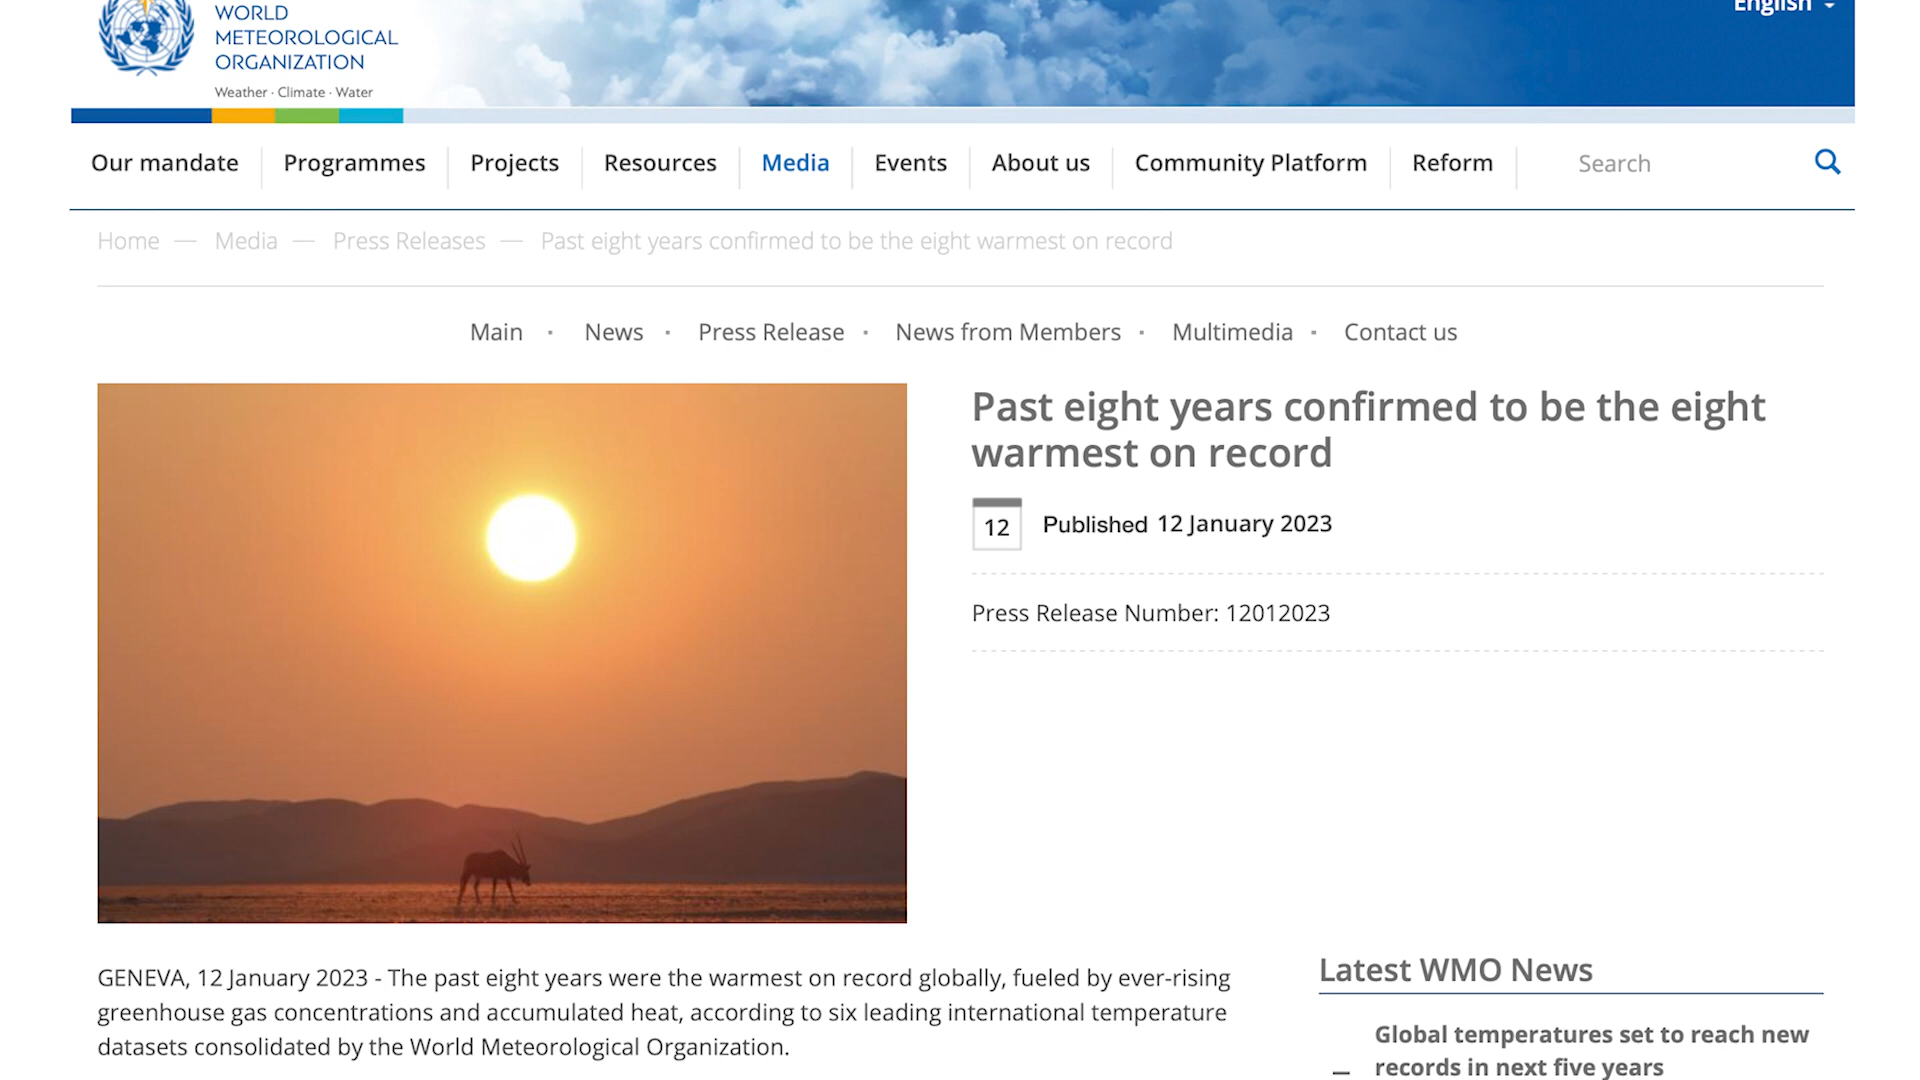 WORLD
METEOROLOGICAL
ORGANIZATION
Weather · Climate · Water
English
Our mandate
Programmes
Projects
Resources
Media
Events
About us
Community Platform
Reform
Search
Home — Media — Press Releases — Past eight years confirmed to be the eight warmest on record
Main · News · Press Release · News from Members · Multimedia · Contact us
Past eight years confirmed to be the eight
warmest on record
12
Published 12 January 2023
Press Release Number: 12012023
GENEVA, 12 January 2023 - The past eight years were the warmest on record globally, fueled by ever-rising
greenhouse gas concentrations and accumulated heat, according to six leading international temperature
datasets consolidated by the World Meteorological Organization.
Latest WMO News
Global temperatures set to reach new
records in next five years